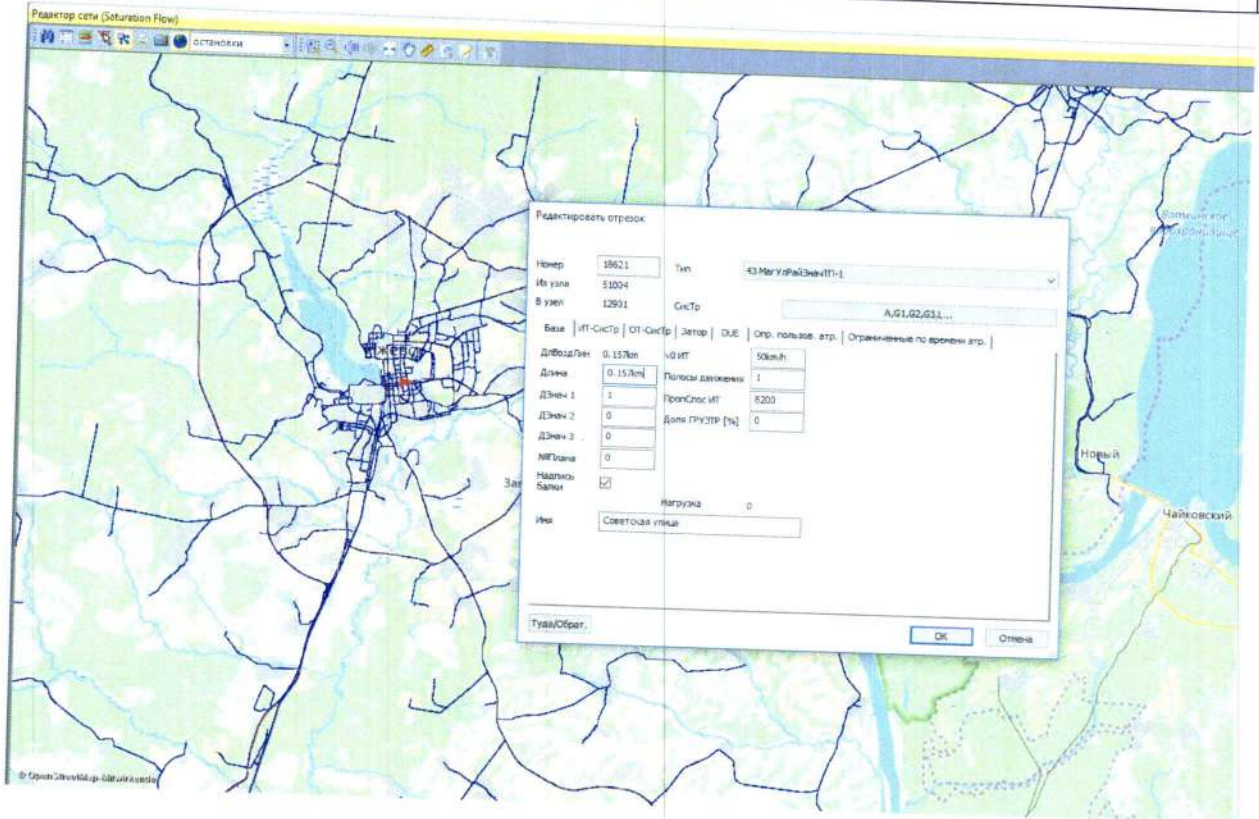 Редактор сети (Saturation Flow)
остановки
Воткинское
водохранилище
Редактировать отрезок
Номер 18621 Тип 43 МагУлРайЗначТП-1
Из узла 51004
В узел 12901 СисТр A,G1,G2,G3,L...
База ИТ-СисТр ОТ-СисТр Затор DUE Опр. пользов. атр. Ограниченные по времени атр.
ДлВоздЛин 0.157km v0 ИТ 50km/h
Длина 0.157km Полосы движения 1
ДЗнач 1 1 ПропСпос ИТ 8200
ДЗнач 2 0 Доля ГРУЗТР [%] 0
ДЗнач 3 0
№Плана 0
Надпись
балки
Нагрузка 0
Имя Советская улица
Туда/Обрат. OK Отмена
Новый
Чайковский
© OpenStreetMap